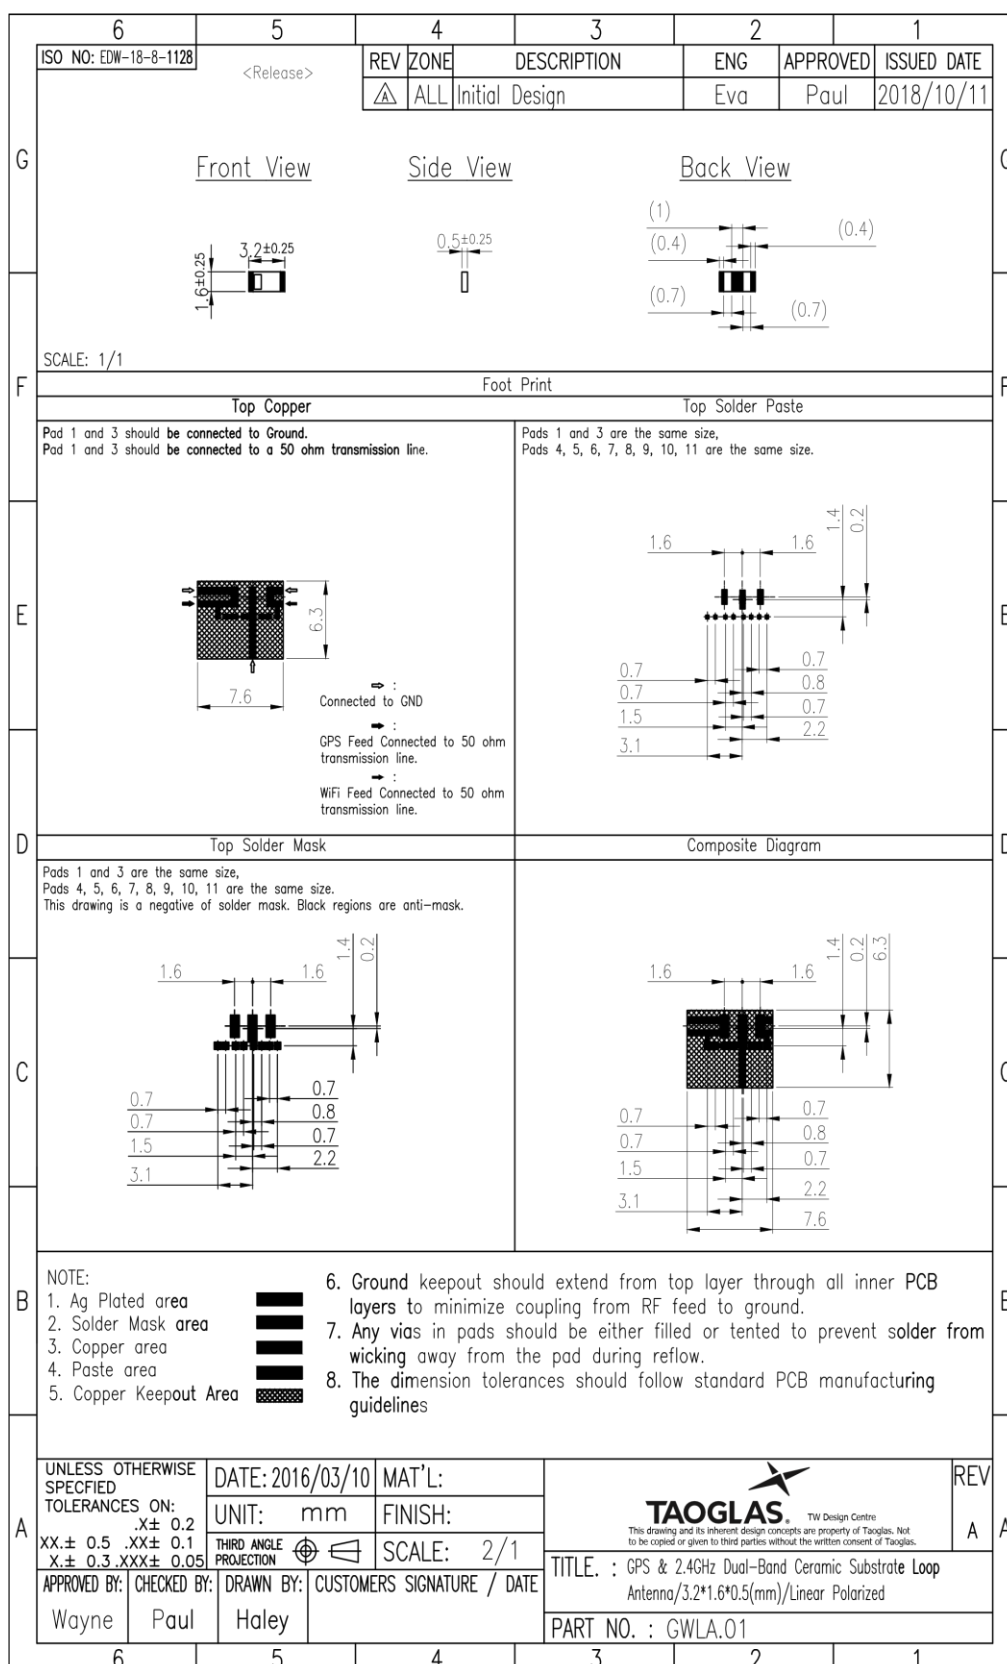 6 5 4 3 2 1
ISO NO: EDW-18-8-1128
<Release>
REV ZONE DESCRIPTION ENG APPROVED ISSUED DATE
A ALL Initial Design Eva Paul 2018/10/11
G
Front View Side View Back View
3.2±0.25
1.6±0.25
0.5±0.25
(1)
(0.4) (0.4)
(0.7) (0.7)
SCALE: 1/1
F Foot Print F
Top Copper
Pad 1 and 3 should be connected to Ground.
Pad 1 and 3 should be connected to a 50 ohm transmission line.
6.3
7.6
:
Connected to GND
:
GPS Feed Connected to 50 ohm
transmission line.
:
WiFi Feed Connected to 50 ohm
transmission line.
Top Solder Paste
Pads 1 and 3 are the same size,
Pads 4, 5, 6, 7, 8, 9, 10, 11 are the same size.
1.4 0.2
1.6 1.6
E
0.7 0.7
0.7 0.8
1.5 0.7
3.1 2.2
D
Top Solder Mask
Pads 1 and 3 are the same size,
Pads 4, 5, 6, 7, 8, 9, 10, 11 are the same size.
This drawing is a negative of solder mask. Black regions are anti-mask.
1.4 0.2
1.6 1.6
C
0.7 0.7
0.7 0.8
1.5 0.7
3.1 2.2
Composite Diagram
1.4 0.2 6.3
1.6 1.6
0.7 0.7
0.7 0.8
1.5 0.7
3.1 2.2
7.6
B
NOTE:
1. Ag Plated area
2. Solder Mask area
3. Copper area
4. Paste area
5. Copper Keepout Area
6. Ground keepout should extend from top layer through all inner PCB
layers to minimize coupling from RF feed to ground.
7. Any vias in pads should be either filled or tented to prevent solder from
wicking away from the pad during reflow.
8. The dimension tolerances should follow standard PCB manufacturing
guidelines
A
UNLESS OTHERWISE
SPECFIED
TOLERANCES ON:
.X± 0.2
XX.± 0.5 .XX± 0.1
X.± 0.3 .XXX± 0.05
DATE: 2016/03/10 MAT'L:
UNIT: mm FINISH:
THIRD ANGLE
PROJECTION
SCALE: 2/1
TAOGLAS. TW Design Centre
This drawing and its inherent design concepts are property of Taoglas. Not
to be copied or given to third parties without the written consent of Taoglas.
REV
A A
APPROVED BY: CHECKED BY: DRAWN BY: CUSTOMERS SIGNATURE / DATE
Wayne Paul Haley
TITLE. : GPS & 2.4GHz Dual-Band Ceramic Substrate Loop
Antenna/3.2*1.6*0.5(mm)/Linear Polarized
PART NO. : GWLA.01
6 5 4 3 2 1